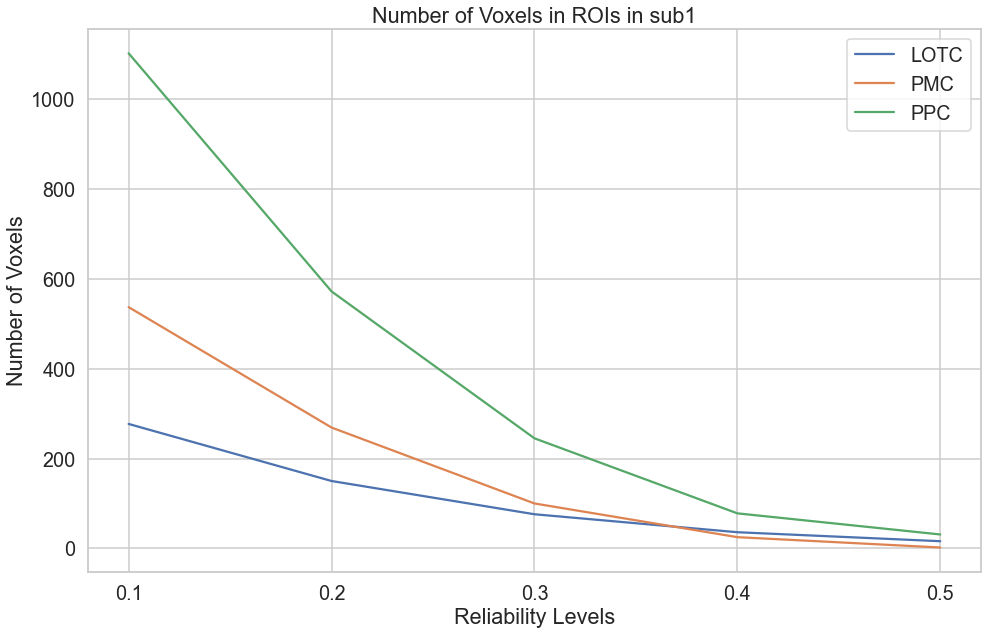 Number of Voxels in ROIs in sub1
LOTC
PMC
PPC
Number of Voxels
1000
800
600
400
200
0
0.1 0.2 0.3 0.4 0.5
Reliability Levels